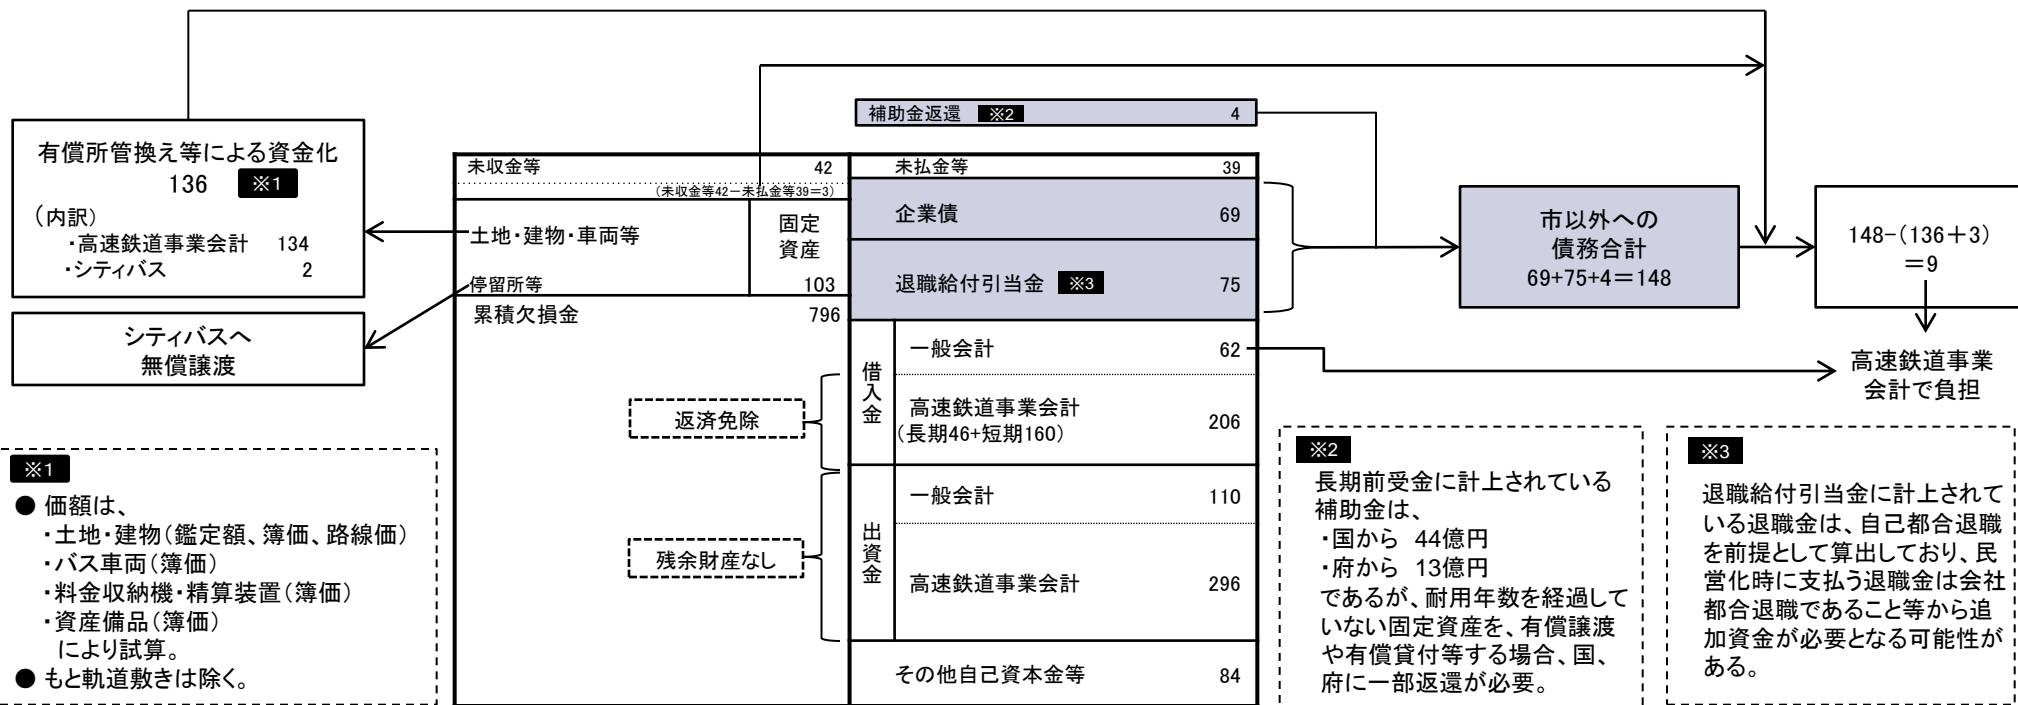 補助金返還 ※2 4
有償所管換え等による資金化
136 ※1
(内訳)
・高速鉄道事業会計 134
・シティバス 2
シティバスへ
無償譲渡
未収金等 42
(未収金等42-未払金等39=3)
土地・建物・車両等
固定
資産
停留所等 103
累積欠損金 796
返済免除
残余財産なし
未払金等 39
企業債 69
退職給付引当金 ※3 75
借入金
一般会計 62
高速鉄道事業会計
(長期46+短期160) 206
出資金
一般会計 110
高速鉄道事業会計 296
その他自己資本金等 84
市以外への
債務合計
69+75+4=148
148-(136+3)
=9
高速鉄道事業
会計で負担
※1
● 価額は、
・土地・建物(鑑定額、簿価、路線価)
・バス車両(簿価)
・料金収納機・精算装置(簿価)
・資産備品(簿価)
により試算。
● もと軌道敷きは除く。
※2
長期前受金に計上されている
補助金は、
・国から 44億円
・府から 13億円
であるが、耐用年数を経過して
いない固定資産を、有償譲渡
や有償貸付等する場合、国、
府に一部返還が必要。
※3
退職給付引当金に計上されて
いる退職金は、自己都合退職
を前提として算出しており、民
営化時に支払う退職金は会社
都合退職であること等から追
加資金が必要となる可能性が
ある。